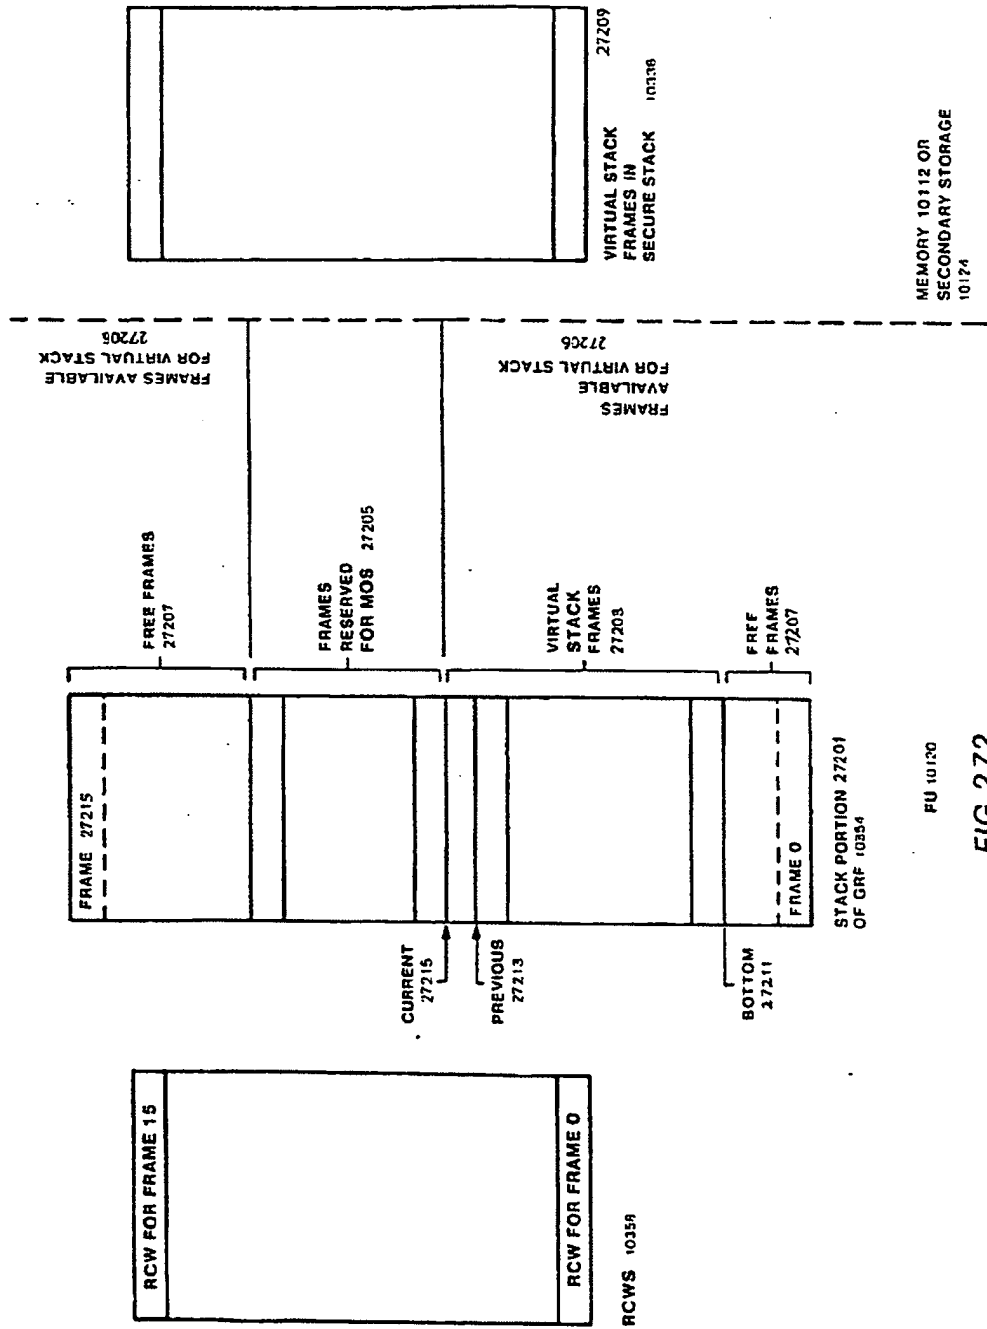 RCW FOR FRAME 15
RCW FOR FRAME 0
RCWS 10358
FRAME 27215
CURRENT
27215
PREVIOUS
27213
BOTTOM
27211
FRAME 0
STACK PORTION 27201
OF GRF 10354
FREE FRAMES
27207
FRAMES
RESERVED
FOR MOS 27205
VIRTUAL
STACK
FRAMES
27203
FREE
FRAMES
27207
FRAMES AVAILABLE
FOR VIRTUAL STACK
27206
FRAMES
AVAILABLE
FOR VIRTUAL STACK
27206
27209
VIRTUAL STACK
FRAMES IN
SECURE STACK 10336
FU 10120
MEMORY 10112 OR
SECONDARY STORAGE
10124
FIG 272